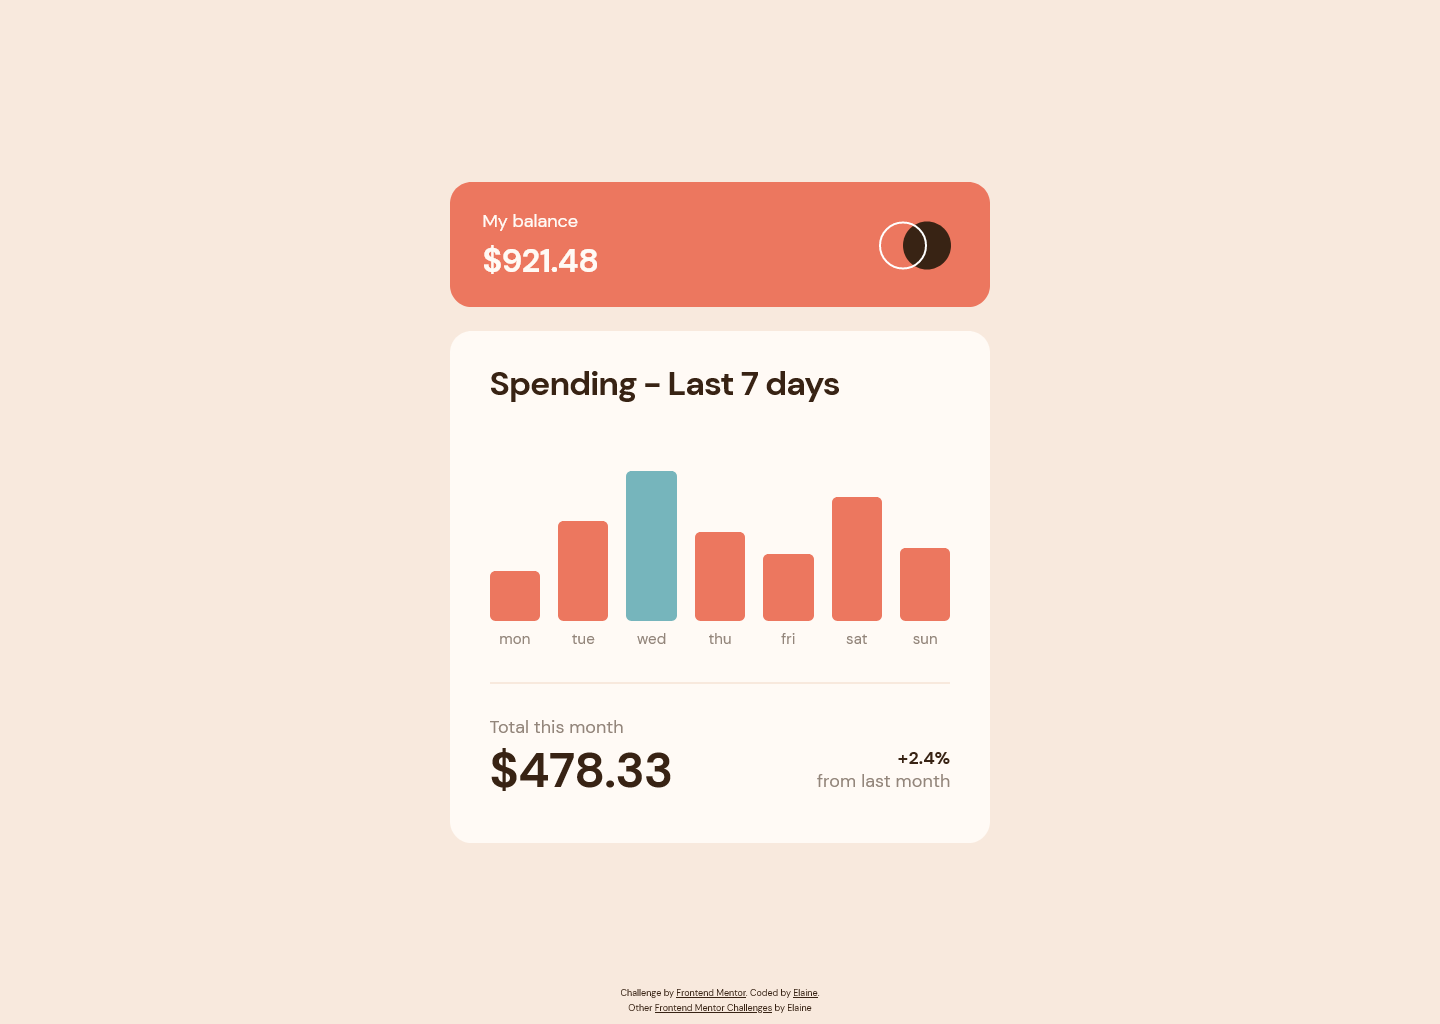 My balance
$921.48
Spending - Last 7 days
mon tue wed thu fri sat sun
Total this month
$478.33
+2.4%
from last month
Challenge by Frontend Mentor. Coded by Elaine.
Other Frontend Mentor Challenges by Elaine